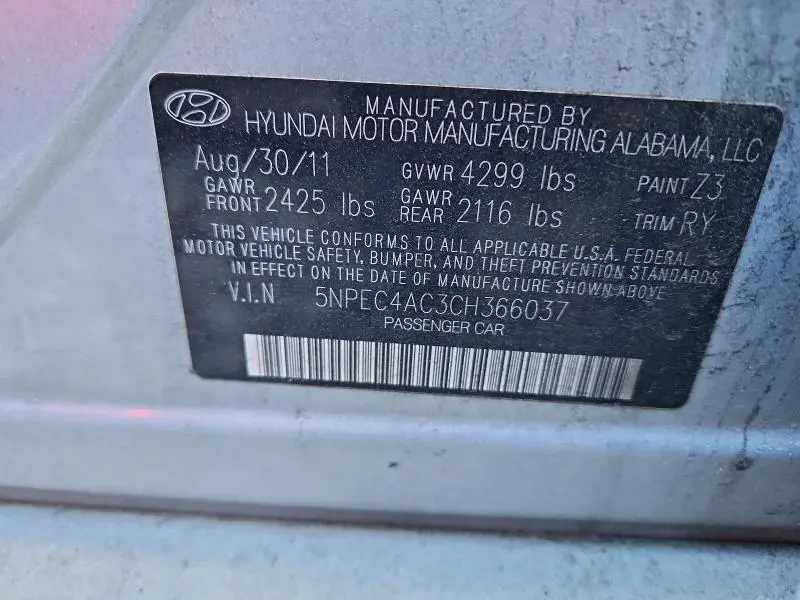 MANUFACTURED BY
HYUNDAI MOTOR MANUFACTURING ALABAMA, LLC
Aug/30/11 GVWR 4299 lbs PAINT Z3
GAWR FRONT 2425 lbs GAWR REAR 2116 lbs TRIM RY
THIS VEHICLE CONFORMS TO ALL APPLICABLE U.S.A. FEDERAL
MOTOR VEHICLE SAFETY, BUMPER, AND THEFT PREVENTION STANDARDS
IN EFFECT ON THE DATE OF MANUFACTURE SHOWN ABOVE
V.I.N 5NPEC4AC3CH366037
PASSENGER CAR